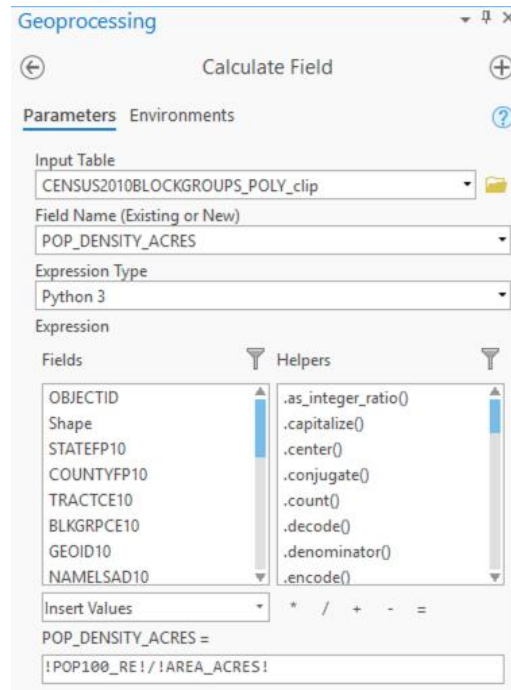 Geoprocessing
Calculate Field
Parameters Environments
Input Table
CENSUS2010BLOCKGROUPS_POLY_clip
Field Name (Existing or New)
POP_DENSITY_ACRES
Expression Type
Python 3
Expression
Fields Helpers
OBJECTID .as_integer_ratio()
Shape .capitalize()
STATEFP10 .center()
COUNTYFP10 .conjugate()
TRACTCE10 .count()
BLKGRPCE10 .decode()
GEOID10 .denominator()
NAMELSAD10 .encode()
Insert Values * / + - =
POP_DENSITY_ACRES =
!POP100_RE!/!AREA_ACRES!